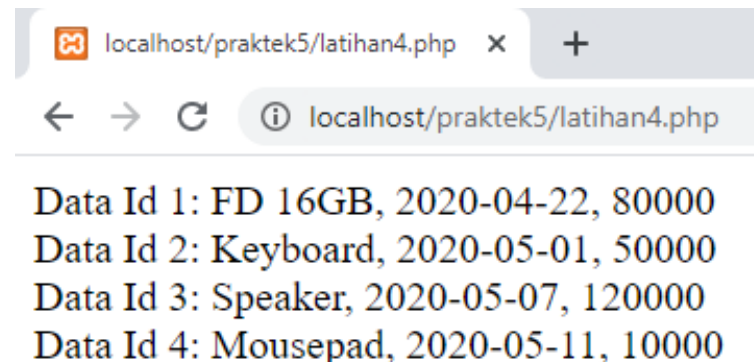 localhost/praktek5/latihan4.php
localhost/praktek5/latihan4.php
Data Id 1: FD 16GB, 2020-04-22, 80000
Data Id 2: Keyboard, 2020-05-01, 50000
Data Id 3: Speaker, 2020-05-07, 120000
Data Id 4: Mousepad, 2020-05-11, 10000